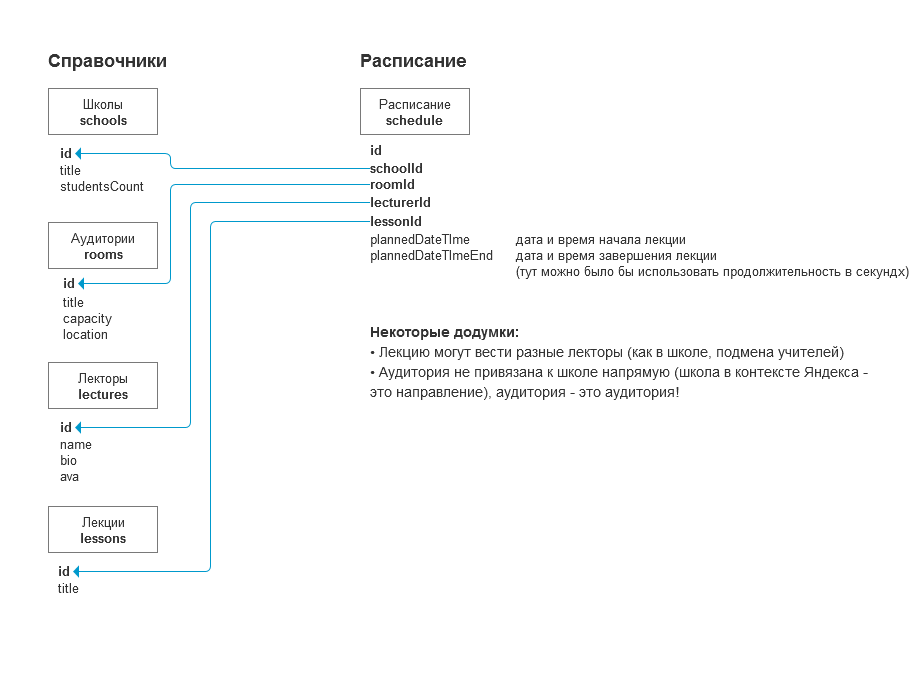 Справочники
Школы
schools
id
title
studentsCount
Аудитории
rooms
id
title
capacity
location
Лекторы
lectures
id
name
bio
ava
Лекции
lessons
id
title
Расписание
Расписание
schedule
id
schoolId
roomId
lecturerId
lessonId
plannedDateTIme дата и время начала лекции
plannedDateTImeEnd дата и время завершения лекции
(тут можно было бы использовать продолжительность в секундх)
Некоторые додумки:
• Лекцию могут вести разные лекторы (как в школе, подмена учителей)
• Аудитория не привязана к школе напрямую (школа в контексте Яндекса -
это направление), аудитория - это аудитория!